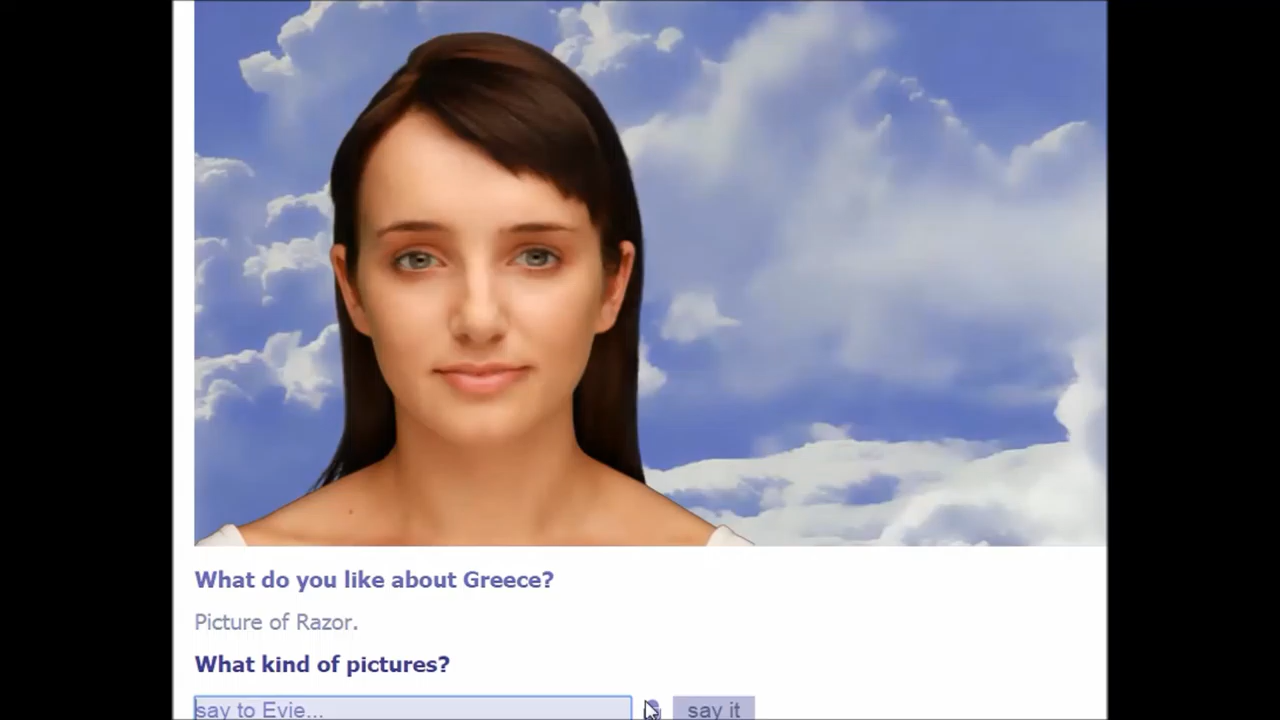 What do you like about Greece?
Picture of Razor.
What kind of pictures?
say to Evie...
say it